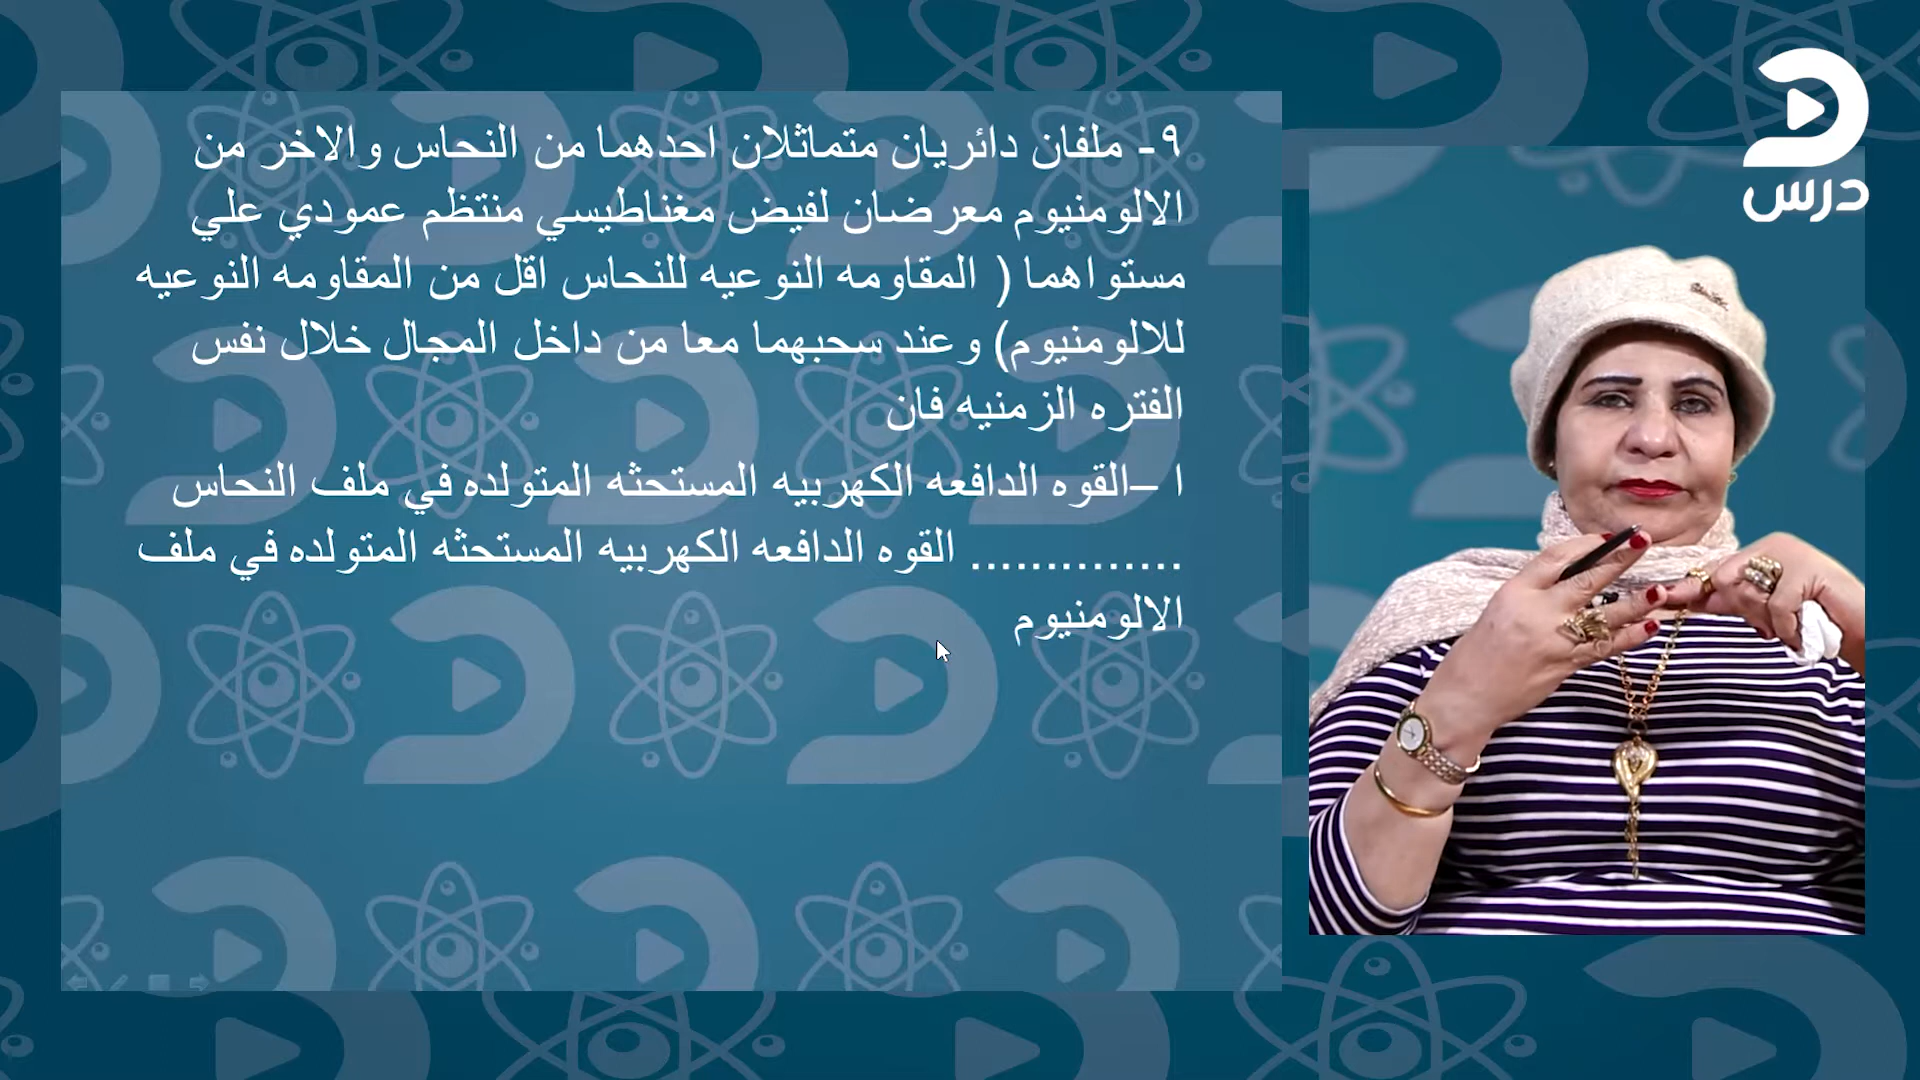 ٩- ملفان دائريان متماثلان احدهما من النحاس والاخر من
الالومنيوم معرضان لفيض مغناطيسي منتظم عمودي علي
مستواهما ( المقاومه النوعيه للنحاس اقل من المقاومه النوعيه
للالومنيوم) وعند سحبهما معا من داخل المجال خلال نفس
الفتره الزمنيه فان
ا –القوه الدافعه الكهربيه المستحثه المتولده في ملف النحاس
.............. القوه الدافعه الكهربيه المستحثه المتولده في ملف
الالومنيوم
درس